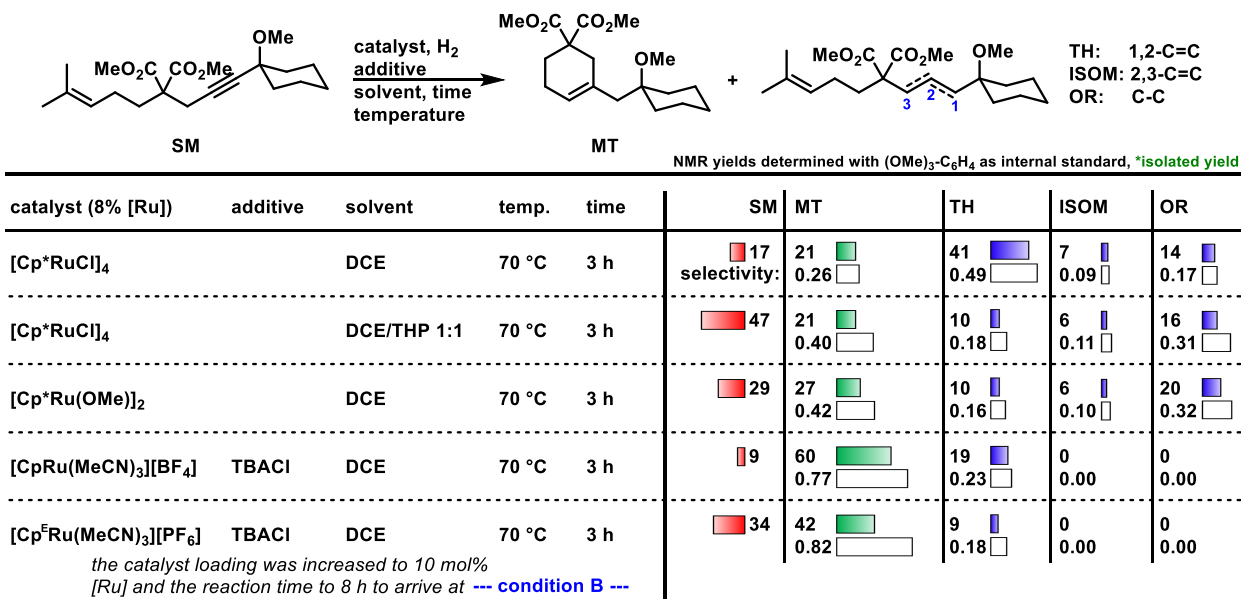 MeO2C CO2Me
OMe
catalyst, H2
additive
solvent, time
temperature
SM
MeO2C CO2Me
OMe
MT
+
MeO2C CO2Me
OMe
3 2 1
TH: 1,2-C=C
ISOM: 2,3-C=C
OR: C-C
NMR yields determined with (OMe)3-C6H4 as internal standard, *isolated yield
catalyst (8% [Ru]) additive solvent temp. time SM MT TH ISOM OR
[Cp*RuCl]4 DCE 70 °C 3 h 17 21 41 7 14
selectivity: 0.26 0.49 0.09 0.17
[Cp*RuCl]4 DCE/THP 1:1 70 °C 3 h 47 21 10 6 16
0.40 0.18 0.11 0.31
[Cp*Ru(OMe)]2 DCE 70 °C 3 h 29 27 10 6 20
0.42 0.16 0.10 0.32
[CpRu(MeCN)3][BF4] TBACl DCE 70 °C 3 h 9 60 19 0 0
0.77 0.23 0.00 0.00
[CpERu(MeCN)3][PF6] TBACl DCE 70 °C 3 h 34 42 9 0 0
0.82 0.18 0.00 0.00
the catalyst loading was increased to 10 mol%
[Ru] and the reaction time to 8 h to arrive at --- condition B ---